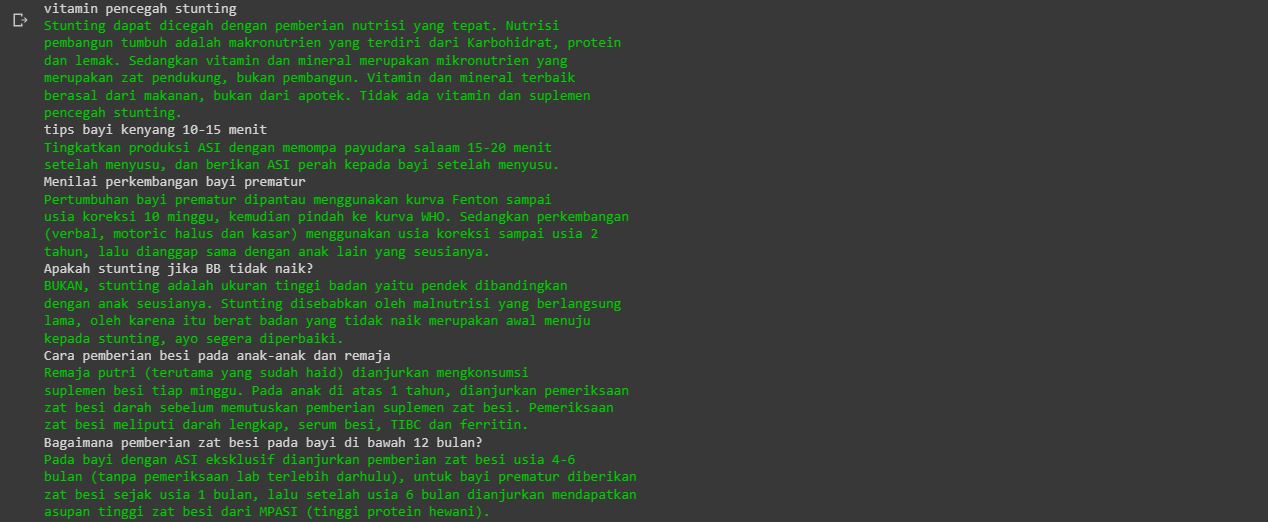 vitamin pencegah stunting
Stunting dapat dicegah dengan pemberian nutrisi yang tepat. Nutrisi
pembangun tumbuh adalah makronutrien yang terdiri dari Karbohidrat, protein
dan lemak. Sedangkan vitamin dan mineral merupakan mikronutrien yang
merupakan zat pendukung, bukan pembangun. Vitamin dan mineral terbaik
berasal dari makanan, bukan dari apotek. Tidak ada vitamin dan suplemen
pencegah stunting.
tips bayi kenyang 10-15 menit
Tingkatkan produksi ASI dengan memompa payudara salaam 15-20 menit
setelah menyusu, dan berikan ASI perah kepada bayi setelah menyusu.
Menilai perkembangan bayi prematur
Pertumbuhan bayi prematur dipantau menggunakan kurva Fenton sampai
usia koreksi 10 minggu, kemudian pindah ke kurva WHO. Sedangkan perkembangan
(verbal, motoric halus dan kasar) menggunakan usia koreksi sampai usia 2
tahun, lalu dianggap sama dengan anak lain yang seusianya.
Apakah stunting jika BB tidak naik?
BUKAN, stunting adalah ukuran tinggi badan yaitu pendek dibandingkan
dengan anak seusianya. Stunting disebabkan oleh malnutrisi yang berlangsung
lama, oleh karena itu berat badan yang tidak naik merupakan awal menuju
kepada stunting, ayo segera diperbaiki.
Cara pemberian besi pada anak-anak dan remaja
Remaja putri (terutama yang sudah haid) dianjurkan mengkonsumsi
suplemen besi tiap minggu. Pada anak di atas 1 tahun, dianjurkan pemeriksaan
zat besi darah sebelum memutuskan pemberian suplemen zat besi. Pemeriksaan
zat besi meliputi darah lengkap, serum besi, TIBC dan ferritin.
Bagaimana pemberian zat besi pada bayi di bawah 12 bulan?
Pada bayi dengan ASI eksklusif dianjurkan pemberian zat besi usia 4-6
bulan (tanpa pemeriksaan lab terlebih darhulu), untuk bayi prematur diberikan
zat besi sejak usia 1 bulan, lalu setelah usia 6 bulan dianjurkan mendapatkan
asupan tinggi zat besi dari MPASI (tinggi protein hewani).